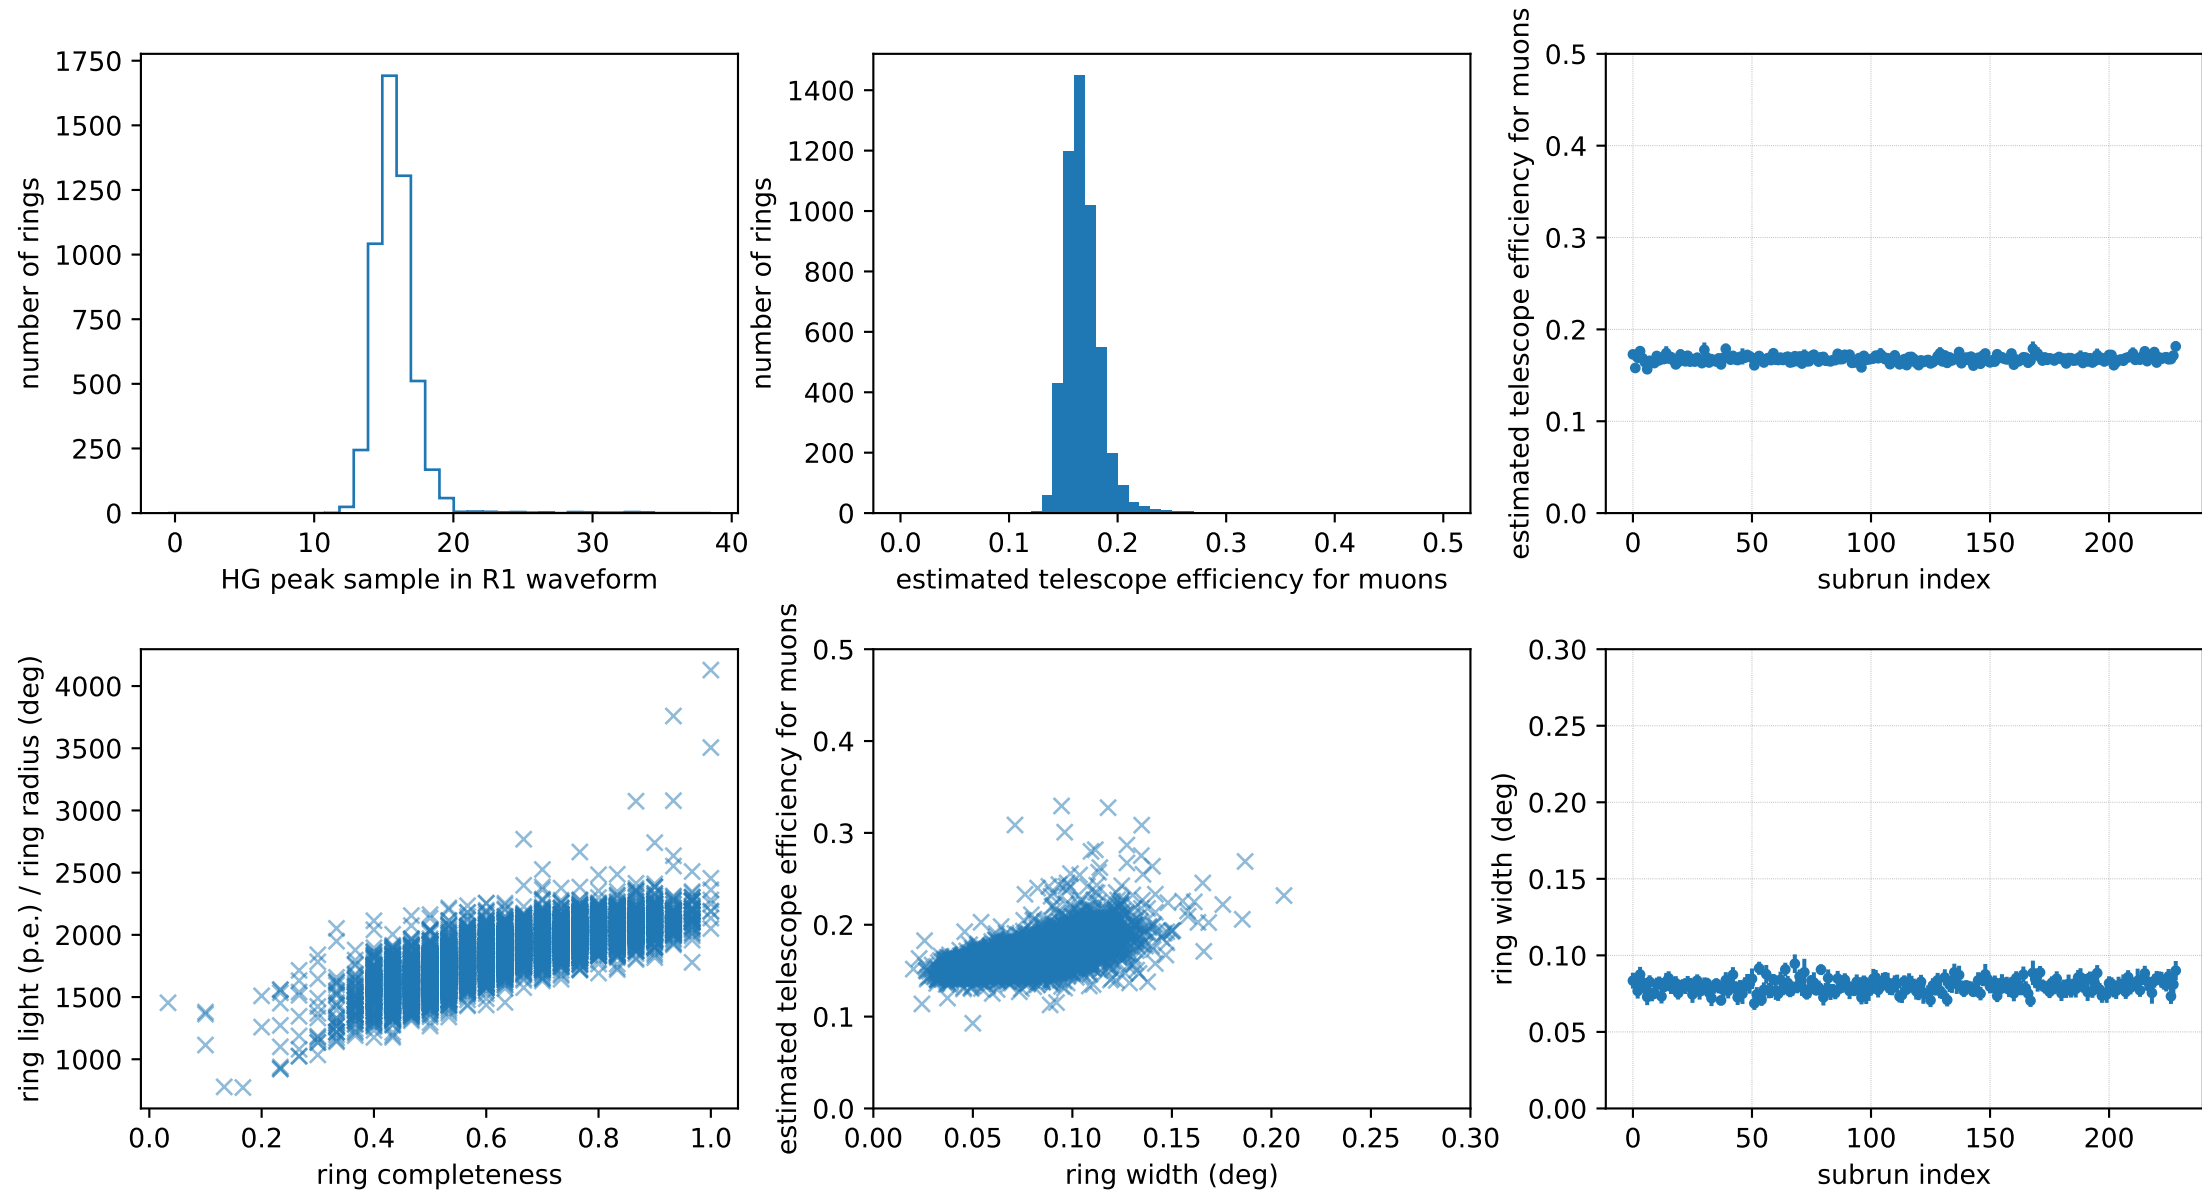 number of rings
1750
1500
1250
1000
750
500
250
0
0 10 20 30 40
HG peak sample in R1 waveform
number of rings
1400
1200
1000
800
600
400
200
0
0.0 0.1 0.2 0.3 0.4 0.5
estimated telescope efficiency for muons
estimated telescope efficiency for muons
0.5
0.4
0.3
0.2
0.1
0.0
0 50 100 150 200
subrun index
ring light (p.e.) / ring radius (deg)
4000
3500
3000
2500
2000
1500
1000
0.0 0.2 0.4 0.6 0.8 1.0
ring completeness
estimated telescope efficiency for muons
0.5
0.4
0.3
0.2
0.1
0.0
0.00 0.05 0.10 0.15 0.20 0.25 0.30
ring width (deg)
ring width (deg)
0.30
0.25
0.20
0.15
0.10
0.05
0.00
0 50 100 150 200
subrun index